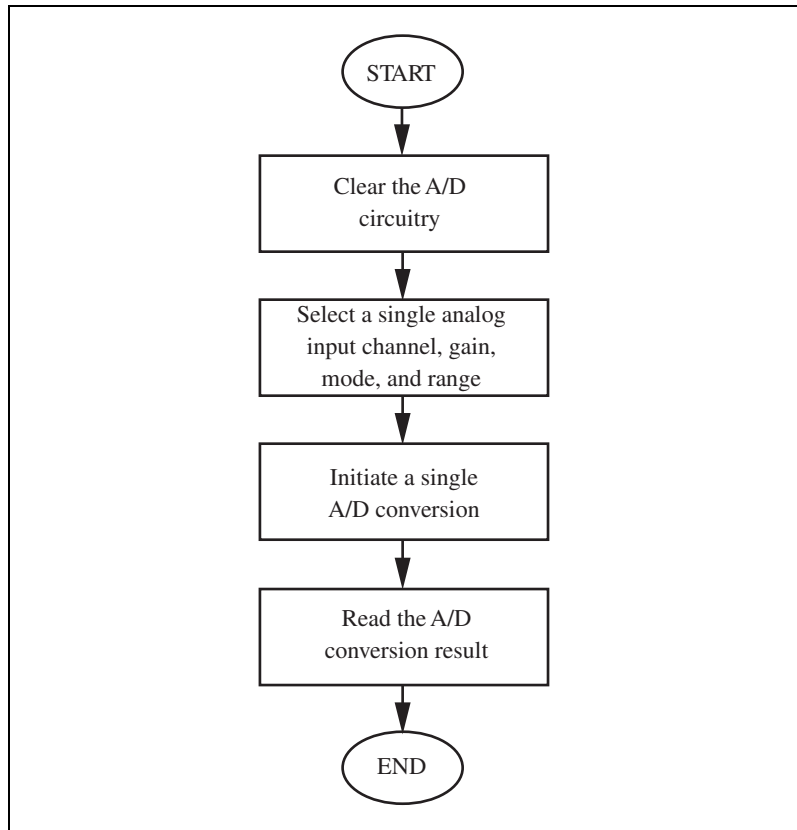 START
Clear the A/D
circuitry
Select a single analog
input channel, gain,
mode, and range
Initiate a single
A/D conversion
Read the A/D
conversion result
END